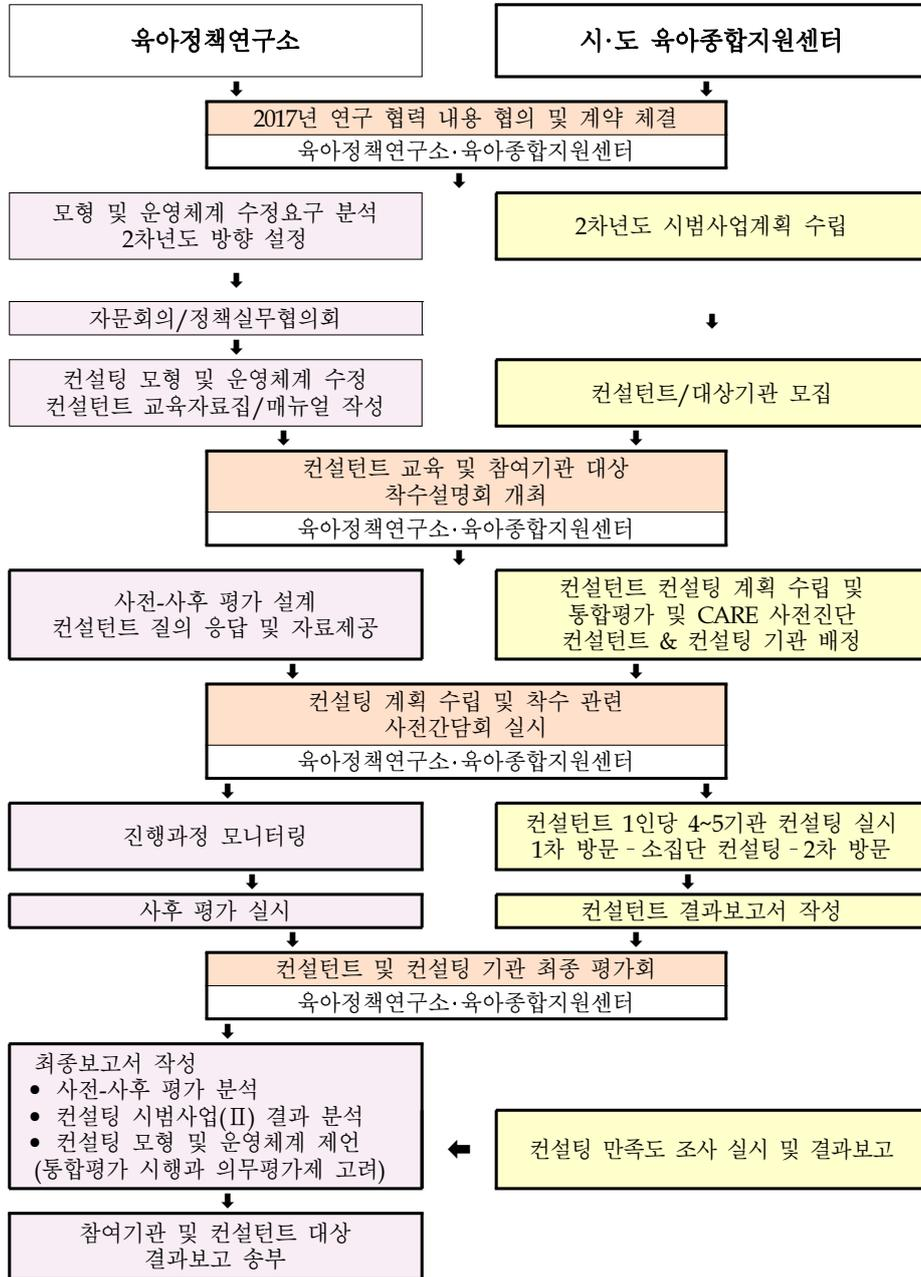 육아정책연구소
시·도 육아종합지원센터
2017년 연구 협력 내용 협의 및 계약 체결
육아정책연구소·육아종합지원센터
모형 및 운영체계 수정요구 분석
2차년도 방향 설정
2차년도 시범사업계획 수립
자문회의/정책실무협의회
컨설팅 모형 및 운영체계 수정
컨설턴트 교육자료집/매뉴얼 작성
컨설턴트/대상기관 모집
컨설턴트 교육 및 참여기관 대상
착수설명회 개최
육아정책연구소·육아종합지원센터
사전-사후 평가 설계
컨설턴트 질의 응답 및 자료제공
컨설턴트 컨설팅 계획 수립 및
통합평가 및 CARE 사전진단
컨설턴트 & 컨설팅 기관 배정
컨설팅 계획 수립 및 착수 관련
사전간담회 실시
육아정책연구소·육아종합지원센터
진행과정 모니터링
컨설턴트 1인당 4~5기관 컨설팅 실시
1차 방문 - 소집단 컨설팅 - 2차 방문
사후 평가 실시
컨설턴트 결과보고서 작성
컨설턴트 및 컨설팅 기관 최종 평가회
육아정책연구소·육아종합지원센터
최종보고서 작성
• 사전-사후 평가 분석
• 컨설팅 시범사업(Ⅱ) 결과 분석
• 컨설팅 모형 및 운영체계 제언
(통합평가 시행과 의무평가제 고려)
컨설팅 만족도 조사 실시 및 결과보고
참여기관 및 컨설턴트 대상
결과보고 송부